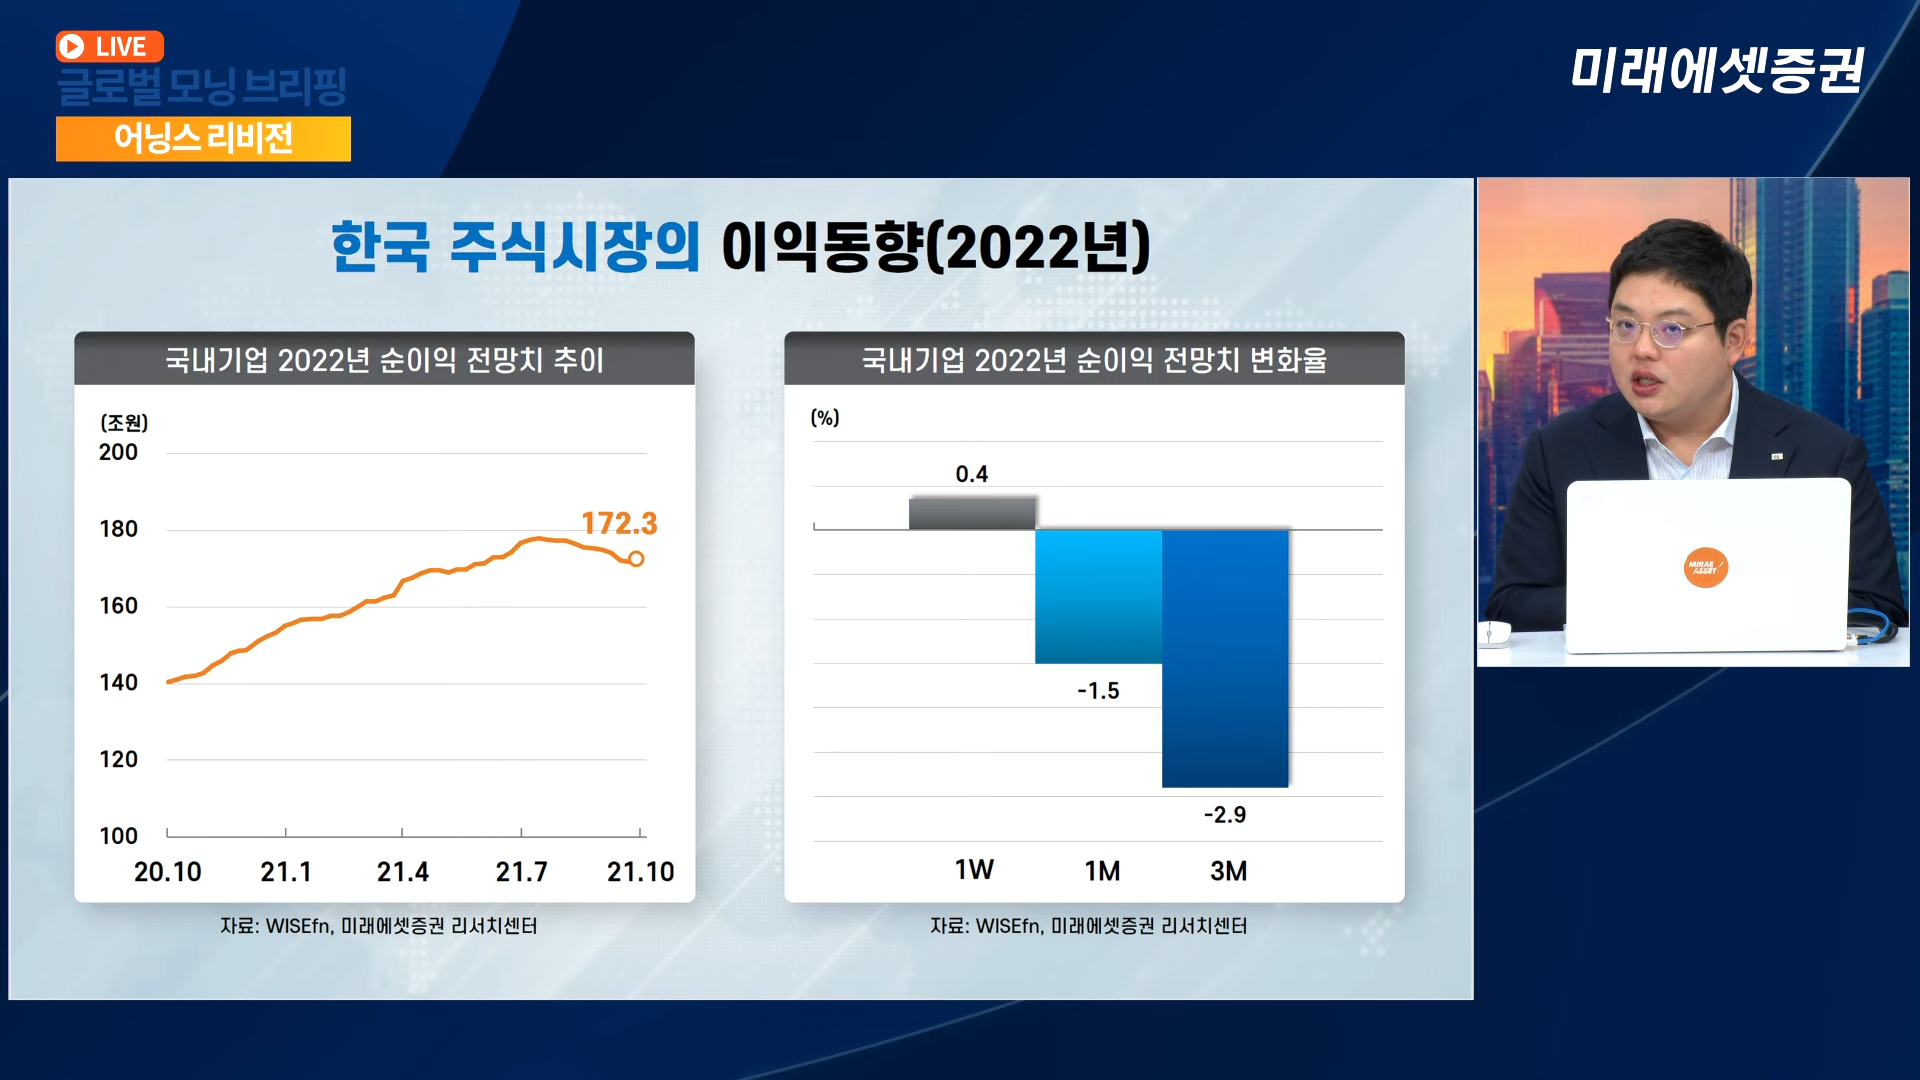 LIVE
글로벌 모닝 브리핑
어닝스 리비전
미래에셋증권
한국 주식시장의 이익동향(2022년)
국내기업 2022년 순이익 전망치 추이
(조원)
200
180
160
140
120
100
172.3
20.10 21.1 21.4 21.7 21.10
자료: WISEfn, 미래에셋증권 리서치센터
국내기업 2022년 순이익 전망치 변화율
(%)
0.4
-1.5
-2.9
1W 1M 3M
자료: WISEfn, 미래에셋증권 리서치센터
MIRAE
ASSET